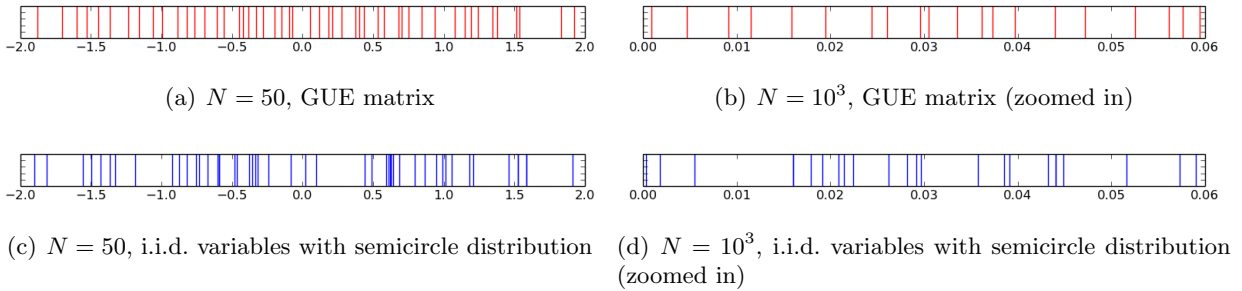 −2.0 −1.5 −1.0 −0.5 0.0 0.5 1.0 1.5 2.0
0.00 0.01 0.02 0.03 0.04 0.05 0.06
(a) N = 50, GUE matrix
(b) N = 10³, GUE matrix (zoomed in)
−2.0 −1.5 −1.0 −0.5 0.0 0.5 1.0 1.5 2.0
0.00 0.01 0.02 0.03 0.04 0.05 0.06
(c) N = 50, i.i.d. variables with semicircle distribution
(d) N = 10³, i.i.d. variables with semicircle distribution
(zoomed in)